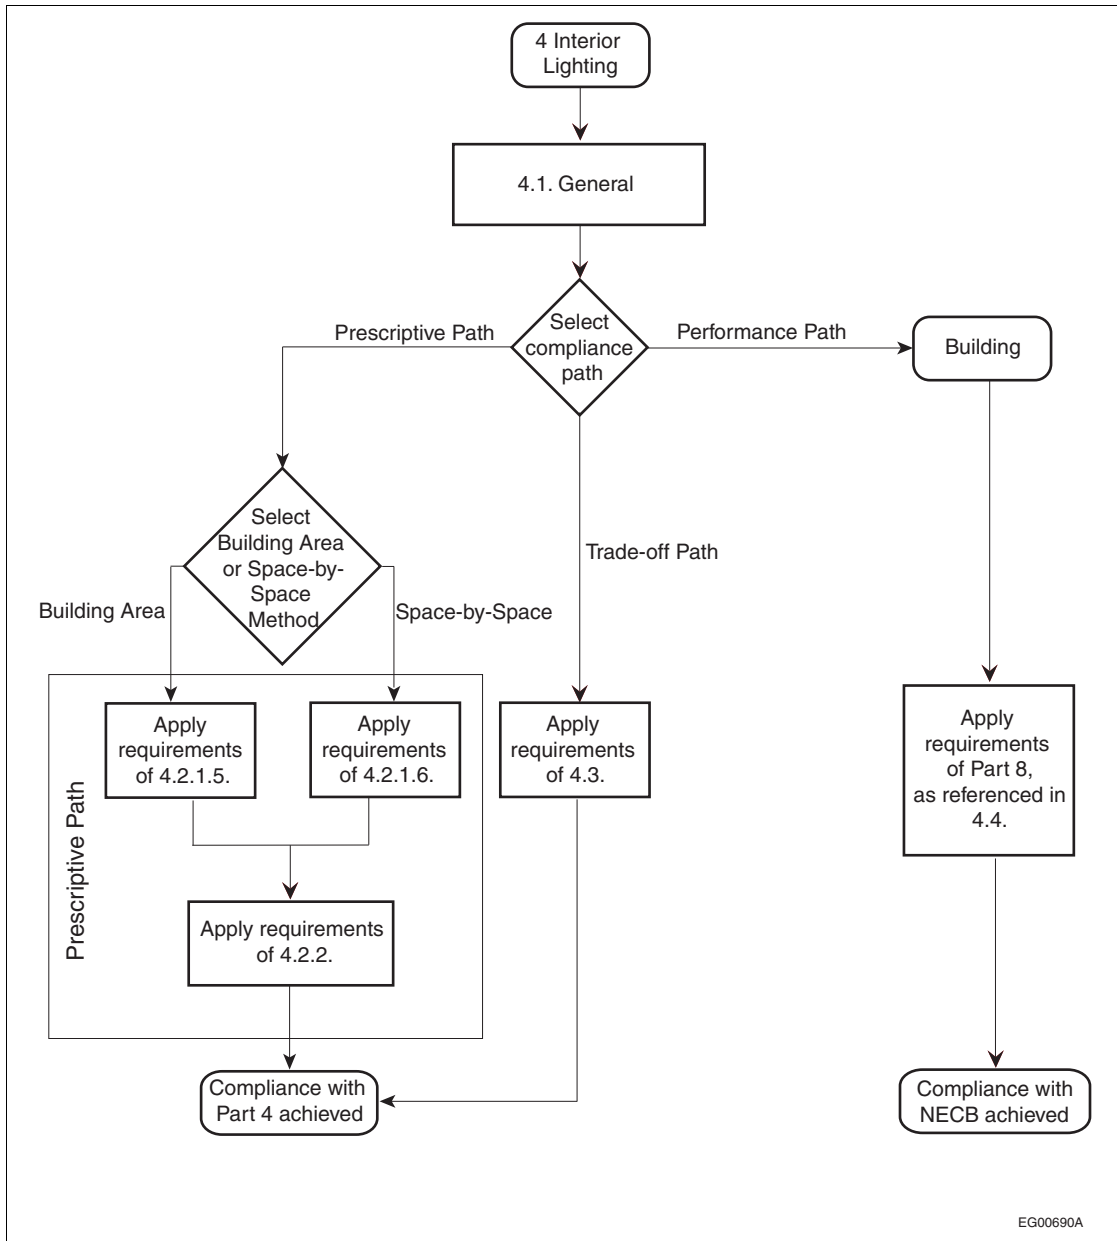 4 Interior
Lighting
4.1. General
Select
compliance
path
Prescriptive Path
Performance Path
Building
Select
Building Area
or Space-by-
Space
Method
Trade-off Path
Building Area
Space-by-Space
Prescriptive Path
Apply
requirements
of 4.2.1.5.
Apply
requirements
of 4.2.1.6.
Apply
requirements
of 4.3.
Apply
requirements
of Part 8,
as referenced in
4.4.
Apply requirements
of 4.2.2.
Compliance with
Part 4 achieved
Compliance with
NECB achieved
EG00690A